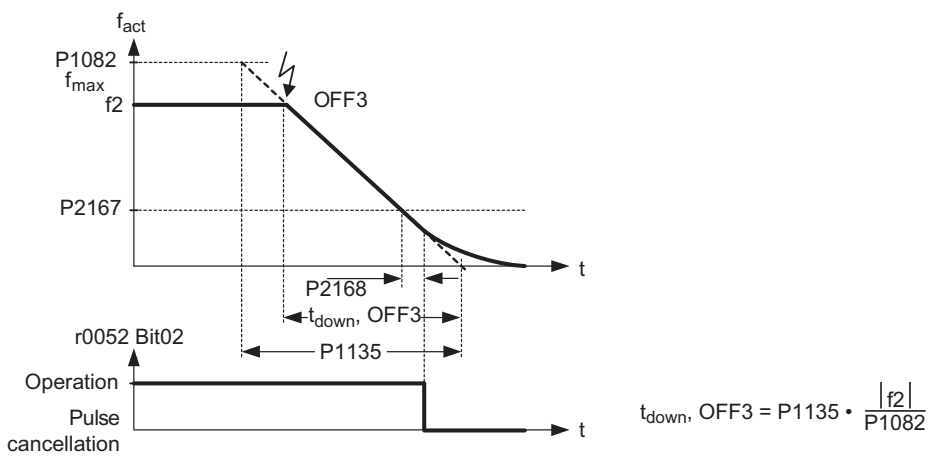 f_act
P1082
f_max
f2
OFF3
P2167
t
P2168
t_down, OFF3
r0052 Bit02
P1135
Operation
Pulse
cancellation
t
t_down, OFF3 = P1135 • |f2| / P1082